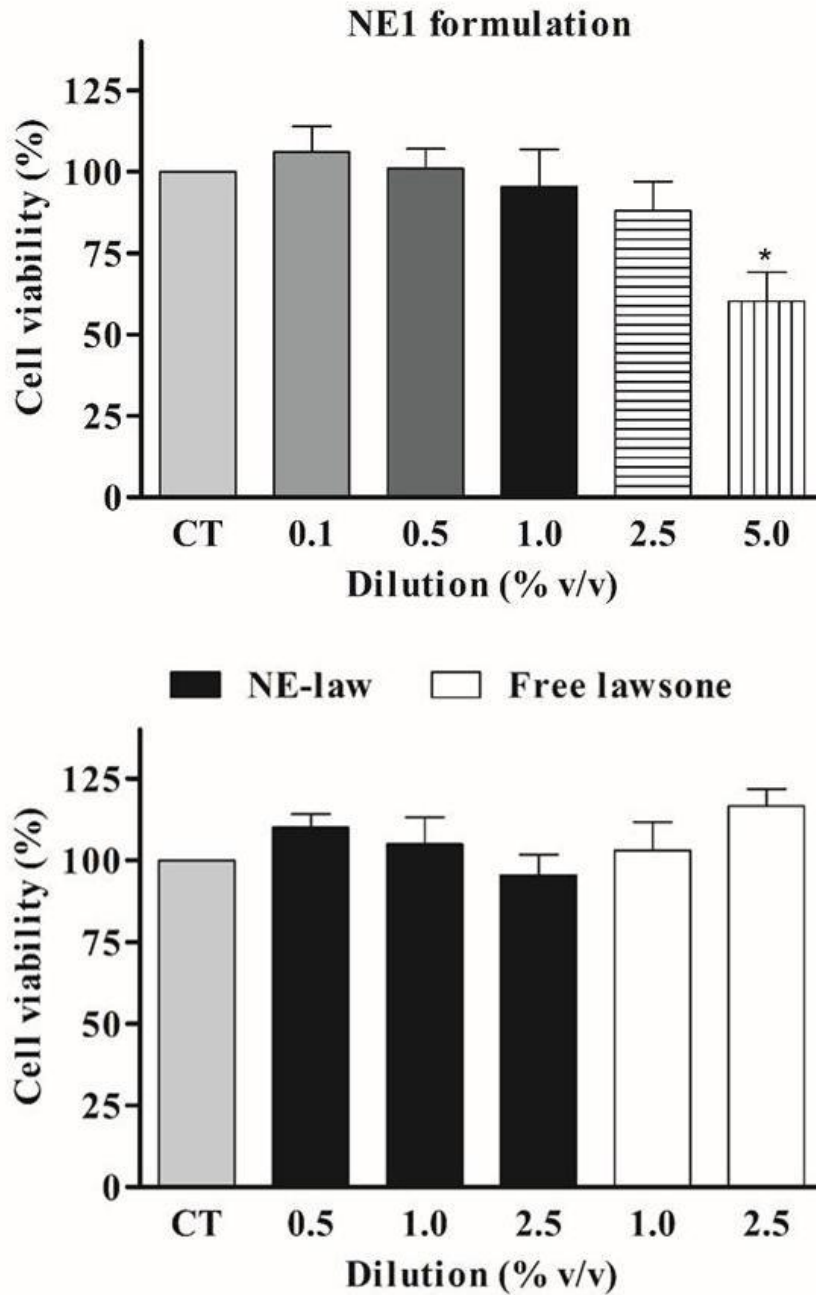 NE1 formulation
Cell viability (%)
125
100
75
50
25
0
CT 0.1 0.5 1.0 2.5 5.0
*
Dilution (% v/v)
NE-law Free lawsone
Cell viability (%)
125
100
75
50
25
0
CT 0.5 1.0 2.5 1.0 2.5
Dilution (% v/v)